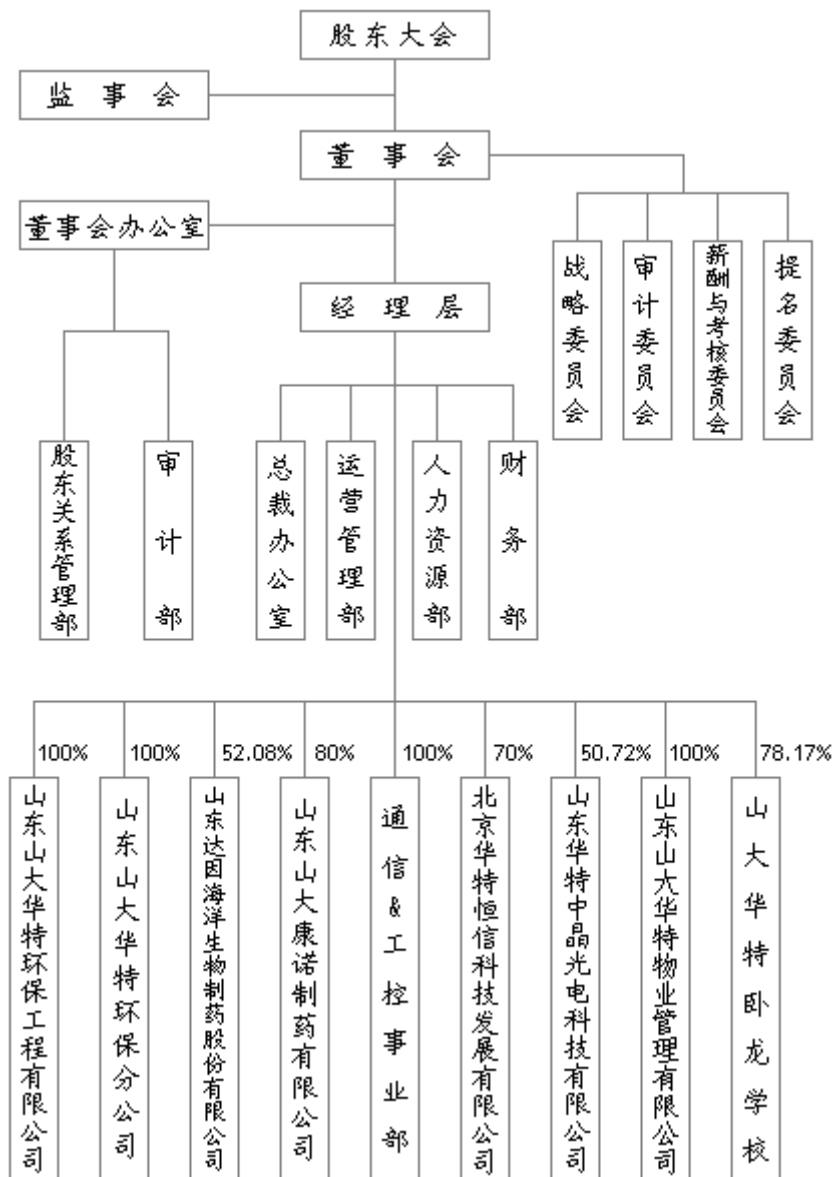 股东大会
监事会
董事会
董事会办公室
战略委员会
审计委员会
薪酬与考核委员会
提名委员会
经理层
股东关系管理部
审计部
总裁办公室
运营管理部
人力资源部
财务部
100%
100%
52.08%
80%
100%
70%
50.72%
100%
78.17%
山东山大华特环保工程有限公司
山东山大华特环保分公司
山东达因海洋生物制药股份有限公司
山东山大康诺制药有限公司
通信&工控事业部
北京华特恒信科技发展有限公司
山东华特中晶光电科技有限公司
山东山大华特物业管理有限公司
山大华特卧龙学校